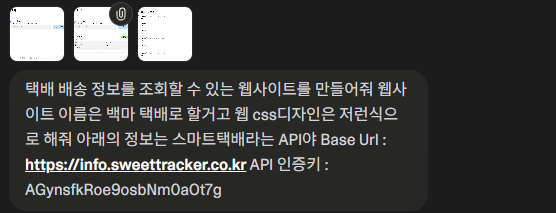 택배 배송 정보를 조회할 수 있는 웹사이트를 만들어줘 웹사
이트 이름은 백마 택배로 할거고 웹 css디자인은 저런식으
로 해줘 아래의 정보는 스마트택배라는 API야 Base Url :
https://info.sweettracker.co.kr API 인증키 :
AGynsfkRoe9osbNm0aOt7g